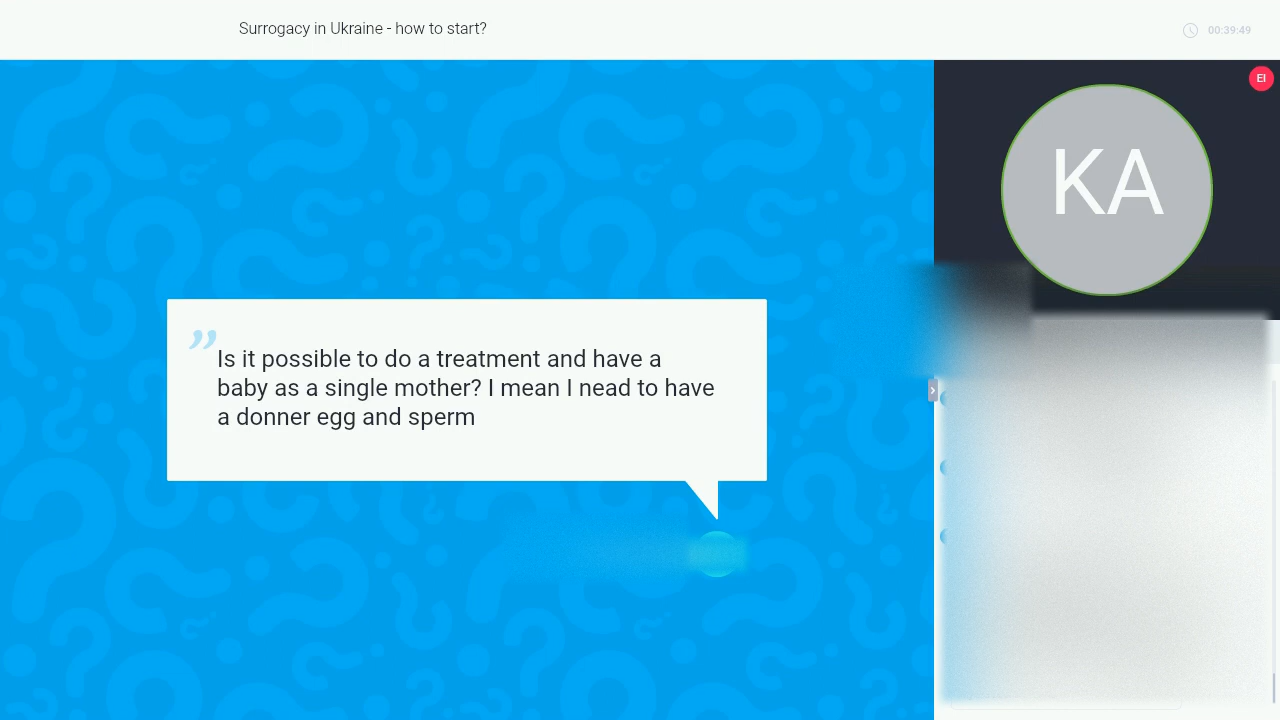 Surrogacy in Ukraine - how to start?
00:39:49
EI
KA
” Is it possible to do a treatment and have a
baby as a single mother? I mean I nead to have
a donner egg and sperm